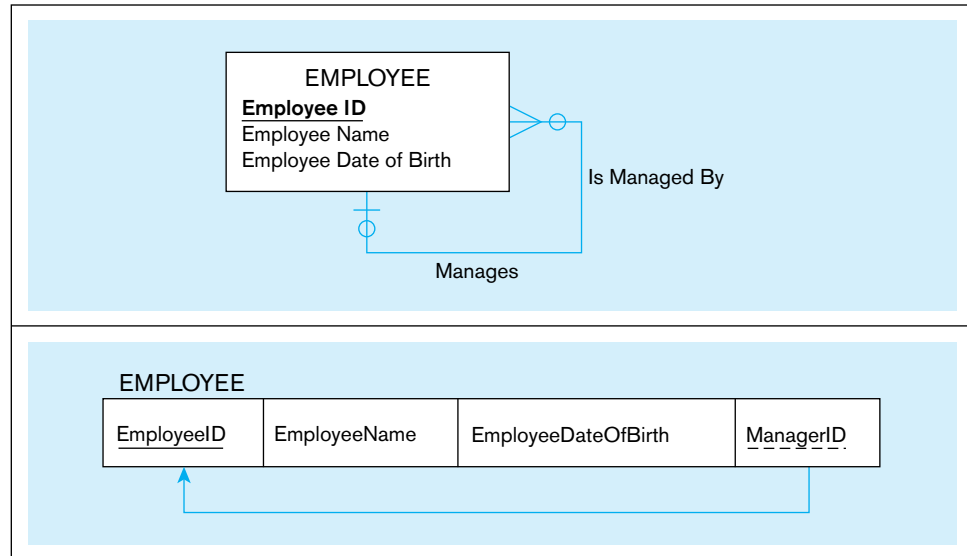 EMPLOYEE
Employee ID
Employee Name
Employee Date of Birth
Is Managed By
Manages
EMPLOYEE
EmployeeID
EmployeeName
EmployeeDateOfBirth
ManagerID